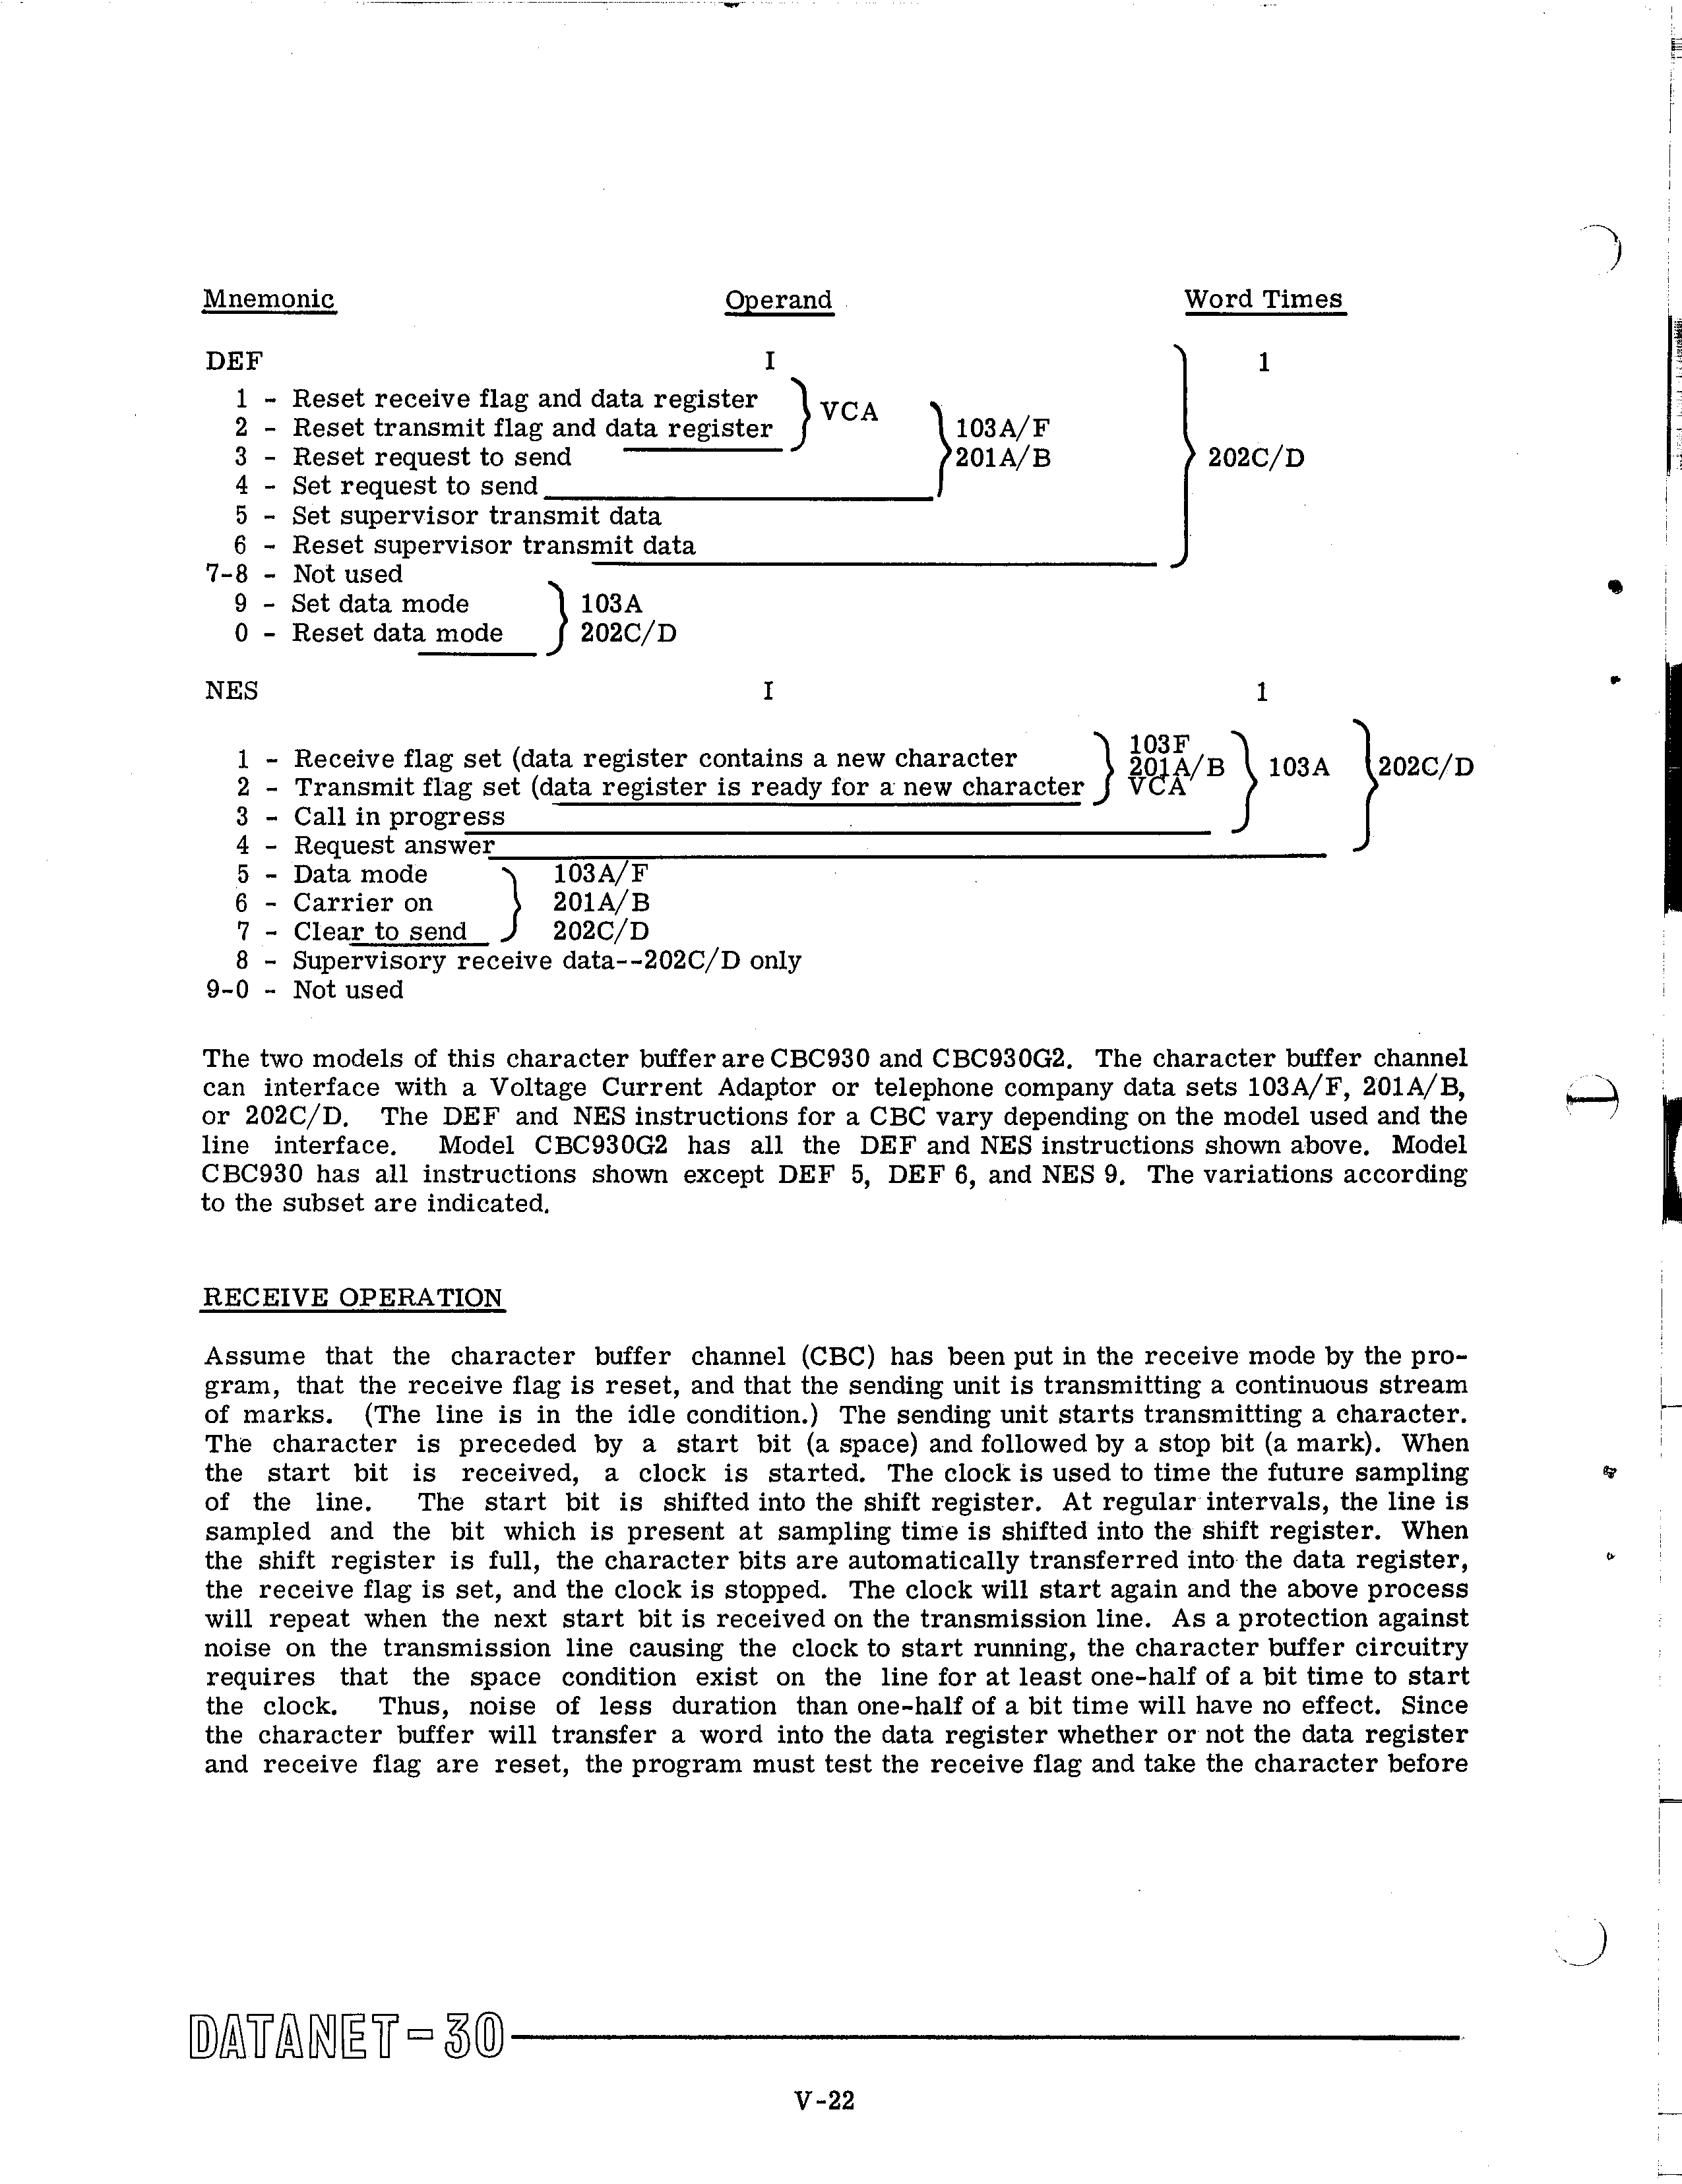 Mnemonic Operand Word Times
DEF I 1
1 - Reset receive flag and data register
VCA
2 - Reset transmit flag and data register 103A/F
3 - Reset request to send 201A/B 202C/D
4 - Set request to send
5 - Set supervisor transmit data
6 - Reset supervisor transmit data
7-8 - Not used
9 - Set data mode 103A
0 - Reset data mode 202C/D
NES I 1
103F
1 - Receive flag set (data register contains a new character 201A/B 103A 202C/D
2 - Transmit flag set (data register is ready for a new character VCA
3 - Call in progress
4 - Request answer
5 - Data mode 103A/F
6 - Carrier on 201A/B
7 - Clear to send 202C/D
8 - Supervisory receive data--202C/D only
9-0 - Not used
The two models of this character buffer are CBC930 and CBC930G2. The character buffer channel
can interface with a Voltage Current Adaptor or telephone company data sets 103A/F, 201A/B,
or 202C/D. The DEF and NES instructions for a CBC vary depending on the model used and the
line interface. Model CBC930G2 has all the DEF and NES instructions shown above. Model
CBC930 has all instructions shown except DEF 5, DEF 6, and NES 9. The variations according
to the subset are indicated.
RECEIVE OPERATION
Assume that the character buffer channel (CBC) has been put in the receive mode by the pro-
gram, that the receive flag is reset, and that the sending unit is transmitting a continuous stream
of marks. (The line is in the idle condition.) The sending unit starts transmitting a character.
The character is preceded by a start bit (a space) and followed by a stop bit (a mark). When
the start bit is received, a clock is started. The clock is used to time the future sampling
of the line. The start bit is shifted into the shift register. At regular intervals, the line is
sampled and the bit which is present at sampling time is shifted into the shift register. When
the shift register is full, the character bits are automatically transferred into the data register,
the receive flag is set, and the clock is stopped. The clock will start again and the above process
will repeat when the next start bit is received on the transmission line. As a protection against
noise on the transmission line causing the clock to start running, the character buffer circuitry
requires that the space condition exist on the line for at least one-half of a bit time to start
the clock. Thus, noise of less duration than one-half of a bit time will have no effect. Since
the character buffer will transfer a word into the data register whether or not the data register
and receive flag are reset, the program must test the receive flag and take the character before
DATANET-30
V-22